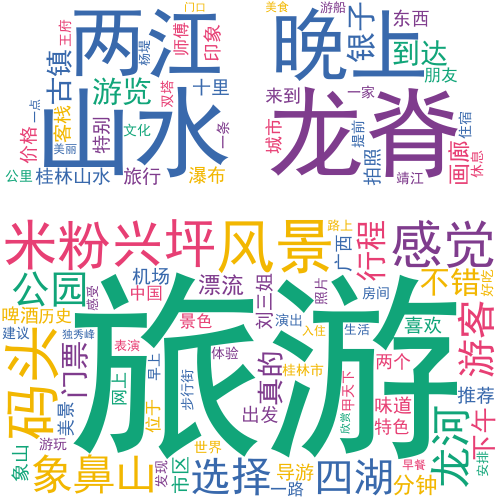 门口
两江
王府
杨堤
师傅
印象
古镇
游览
双塔
十里
一点
客栈
价格
美丽
特别
文化
一条
山水
公里
桂林山水
旅行
瀑布
美食
游船
晚上
银子
东西
到达
朋友
来到
一家
城市
龙脊
提前
拍照
住宿
画廊
休息
靖江
米粉
兴坪
风景
路上
广西
行程
感觉
公园
机场
中国
感受
漂流
刘三姐
照片
房间
不错
好吃
啤酒
历史
建议
独秀峰
景色
演出
入住
生活
喜欢
游客
旅游
码头
门票
表演
早上
体验
真的
桂林市
两个
美景
网上
步行街
位于
出发
甲天下
欣赏
味道
特色
推荐
龙河
下午
游玩
象山
象鼻山
发现
市区
世界
选择
导游
一路
四湖
早餐
分钟
安排